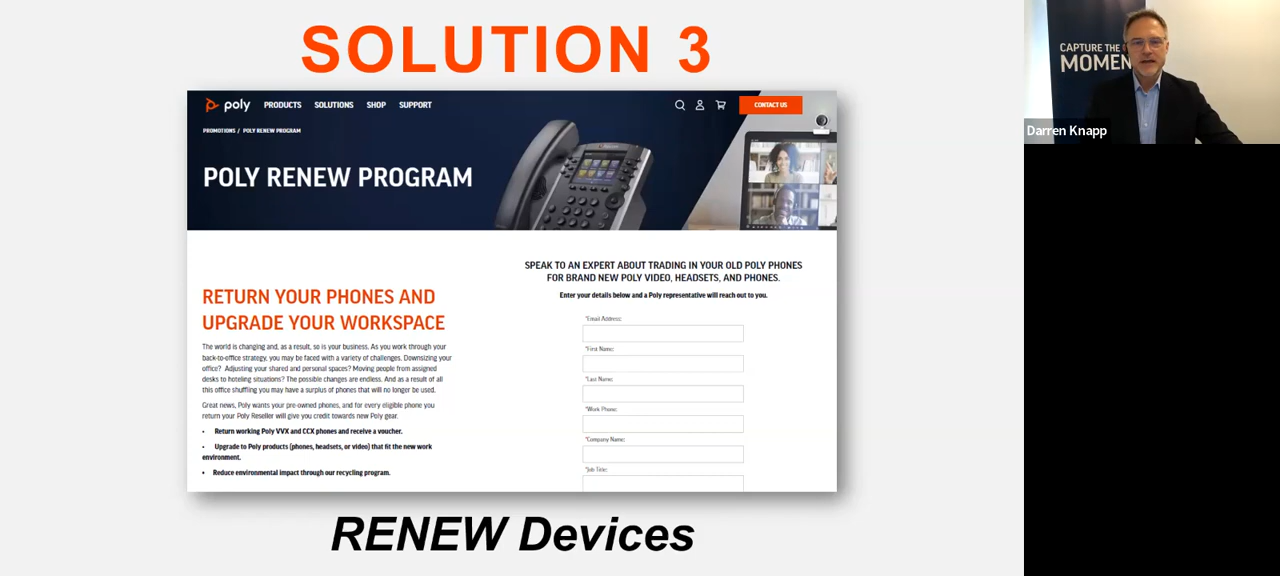 SOLUTION 3
poly PRODUCTS SOLUTIONS SHOP SUPPORT CONTACT US
PROMOTIONS / POLY RENEW PROGRAM
POLY RENEW PROGRAM
RETURN YOUR PHONES AND
UPGRADE YOUR WORKSPACE
The world is changing and, as a result, so is your business. As you work through your
back-to-office strategy, you may be faced with a variety of challenges. Downsizing your
office? Adjusting your shared and personal spaces? Moving people from assigned
desks to hoteling situations? The possible changes are endless. And as a result of all
this office shuffling you may have a surplus of phones that will no longer be used.
Great news, Poly wants your pre-owned phones, and for every eligible phone you
return your Poly Reseller will give you credit towards new Poly gear.
• Return working Poly VVX and CCX phones and receive a voucher.
• Upgrade to Poly products (phones, headsets, or video) that fit the new work
environment.
• Reduce environmental impact through our recycling program.
SPEAK TO AN EXPERT ABOUT TRADING IN YOUR OLD POLY PHONES
FOR BRAND NEW POLY VIDEO, HEADSETS, AND PHONES.
Enter your details below and a Poly representative will reach out to you.
*Email Address:
*First Name:
*Last Name:
*Work Phone:
*Company Name:
*Job Title:
RENEW Devices
CAPTURE THE
MOMEN
Darren Knapp